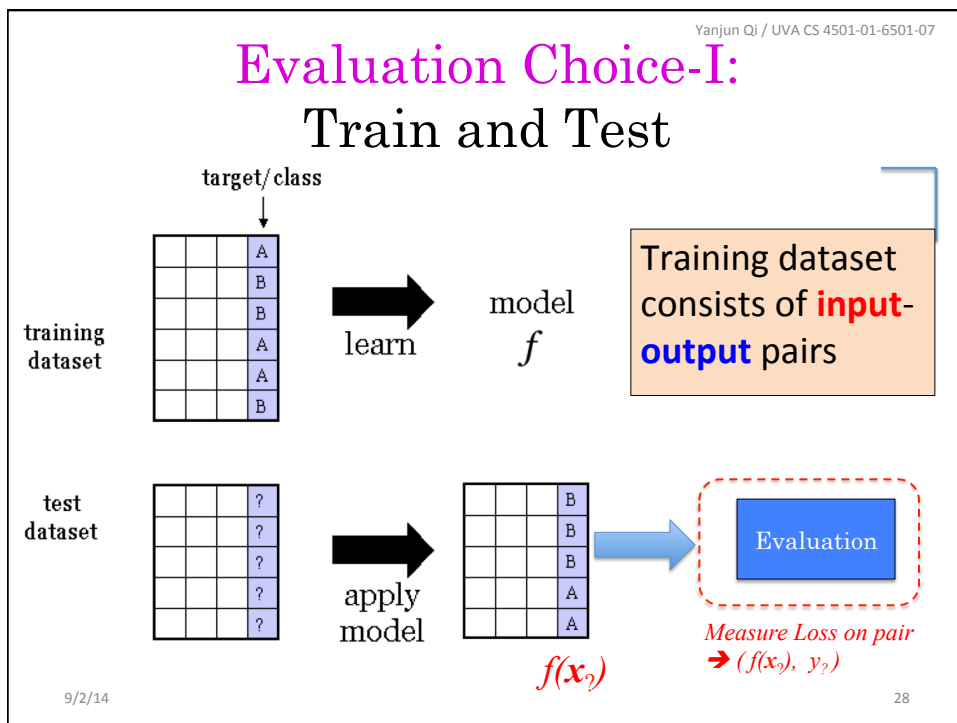 Yanjun Qi / UVA CS 4501-01-6501-07
Evaluation Choice-I:
Train and Test
target/class
training
dataset
A
B
B
A
A
B
learn
model
f
Training dataset
consists of input-
output pairs
test
dataset
?
?
?
?
?
apply
model
B
B
B
A
A
f(x?)
Evaluation
Measure Loss on pair
➔ ( f(x?), y? )
9/2/14
28